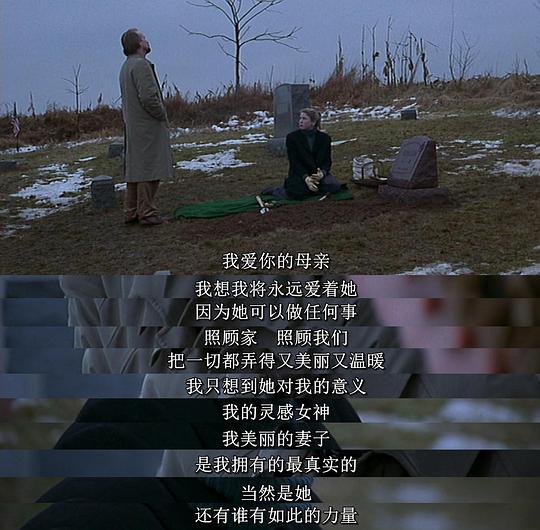 我爱你的母亲
我想我将永远爱着她
因为她可以做任何事
照顾家　照顾我们
把一切都弄得又美丽又温暖
我只想到她对我的意义
我的灵感女神
我美丽的妻子
是我拥有的最真实的
当然是她
还有谁有如此的力量